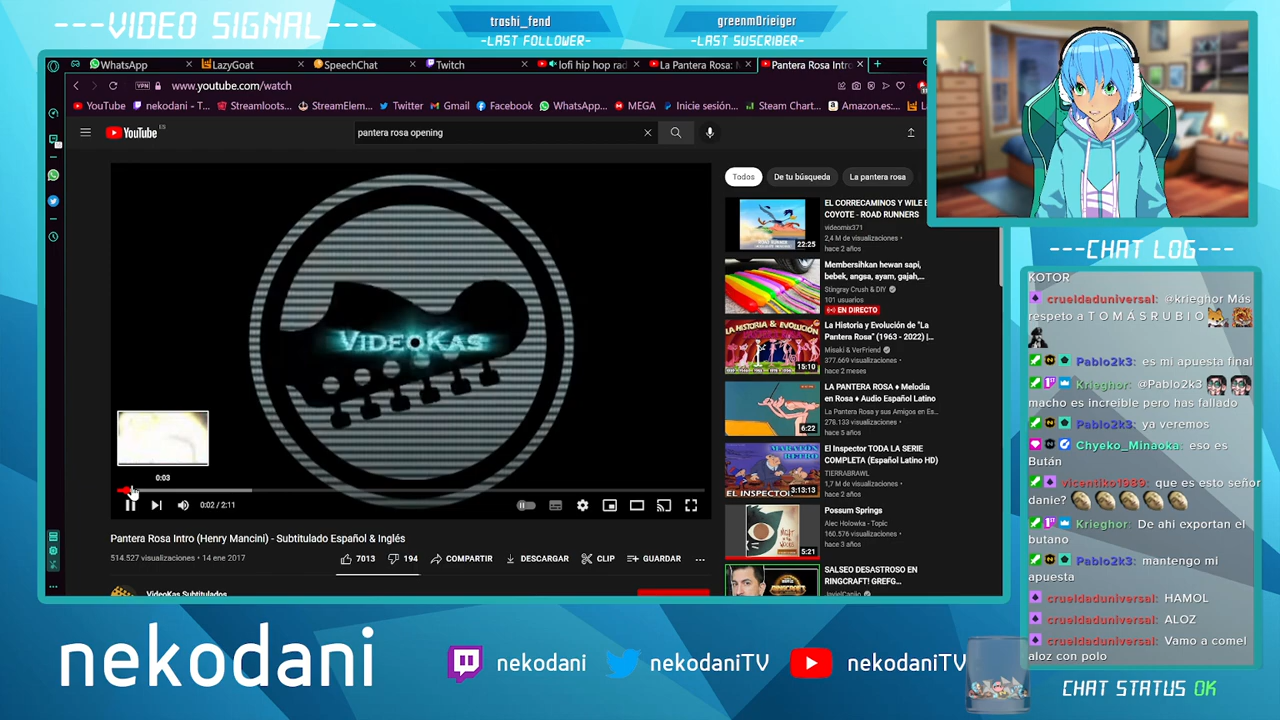 ---VIDEO SIGNAL---
trashi_fend
-LAST FOLLOWER-
greenm0rieiger
-LAST SUSCRIBER-
WhatsApp
LazyGoat
SpeechChat
Twitch
lofi hip hop rad
La Pantera Rosa: M
Pantera Rosa Intro
VPN
www.youtube.com/watch
YouTube
nekodani - T...
Streamloots...
StreamElem...
Twitter
Gmail
Facebook
WhatsApp...
MEGA
Inicie sesión...
Steam Chart...
Amazon.es:...
YouTube ES
pantera rosa opening
VIDEOKAS
0:03
0:02 / 2:11
Pantera Rosa Intro (Henry Mancini) - Subtitulado Español & Inglés
514.527 visualizaciones • 14 ene 2017
7013
194
COMPARTIR
DESCARGAR
CLIP
GUARDAR
VideoKas Subtitulados
Todos
De tu búsqueda
La pantera rosa
EL CORRECAMINOS Y WILE E
COYOTE - ROAD RUNNERS
videomix371
2,4 M de visualizaciones •
hace 2 años
22:25
Membersihkan hewan sapi,
bebek, angsa, ayam, gajah,...
Stingray Crush & DIY
101 usuarios
EN DIRECTO
La Historia y Evolución de "La
Pantera Rosa" (1963 - 2022) |...
Misaki & VerFriend
377.669 visualizaciones •
hace 2 meses
LA HISTORIA & EVOLUCIÓN
15:10
LA PANTERA ROSA ♦ Melodía
en Rosa ♦ Audio Español Latino
La Pantera Rosa y sus Amigos en Es...
278.133 visualizaciones •
hace 5 años
6:22
El Inspector TODA LA SERIE
COMPLETA (Español Latino HD)
TIERRABRAWL
MARATON
RETRO
EL INSPECTOR
3:13:13
Possum Springs
Alec Holowka - Topic
160.576 visualizaciones •
hace 3 años
5:21
SALSEO DESASTROSO EN
RINGCRAFT! GREFG...
JavielCanijo
---CHAT LOG---
KOTOR
crueldaduniversal: @krieghor Más
respeto a T O M Á S R U B I O
Pablo2k3: es mi apuesta final
Krieghor: @Pablo2k3
macho es increible pero has fallado
Pablo2k3: ya veremos
Chyeko_Minaoka: eso es
Bután
vicentiko1989: que es esto señor
danie?
Krieghor: De ahi exportan el
butano
Pablo2k3: mantengo mi
apuesta
crueldaduniversal: HAMOL
crueldaduniversal: ALOZ
crueldaduniversal: Vamo a comel
aloz con polo
CHAT STATUS OK
nekodani
nekodani
nekodaniTV
nekodaniTV